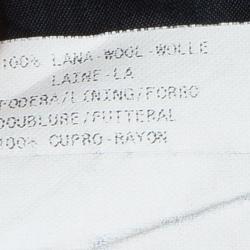 100% LANA-WOOL-WOLLE
LAINE-LA
FODERA/LINING/FORRO
DOUBLURE/FUTTERAL
100% CUPRO-RAYON